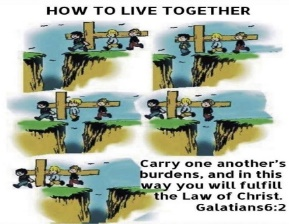 HOW TO LIVE TOGETHER
Carry one another's
burdens, and in this
way you will fulfill
the Law of Christ.
Galatians6:2